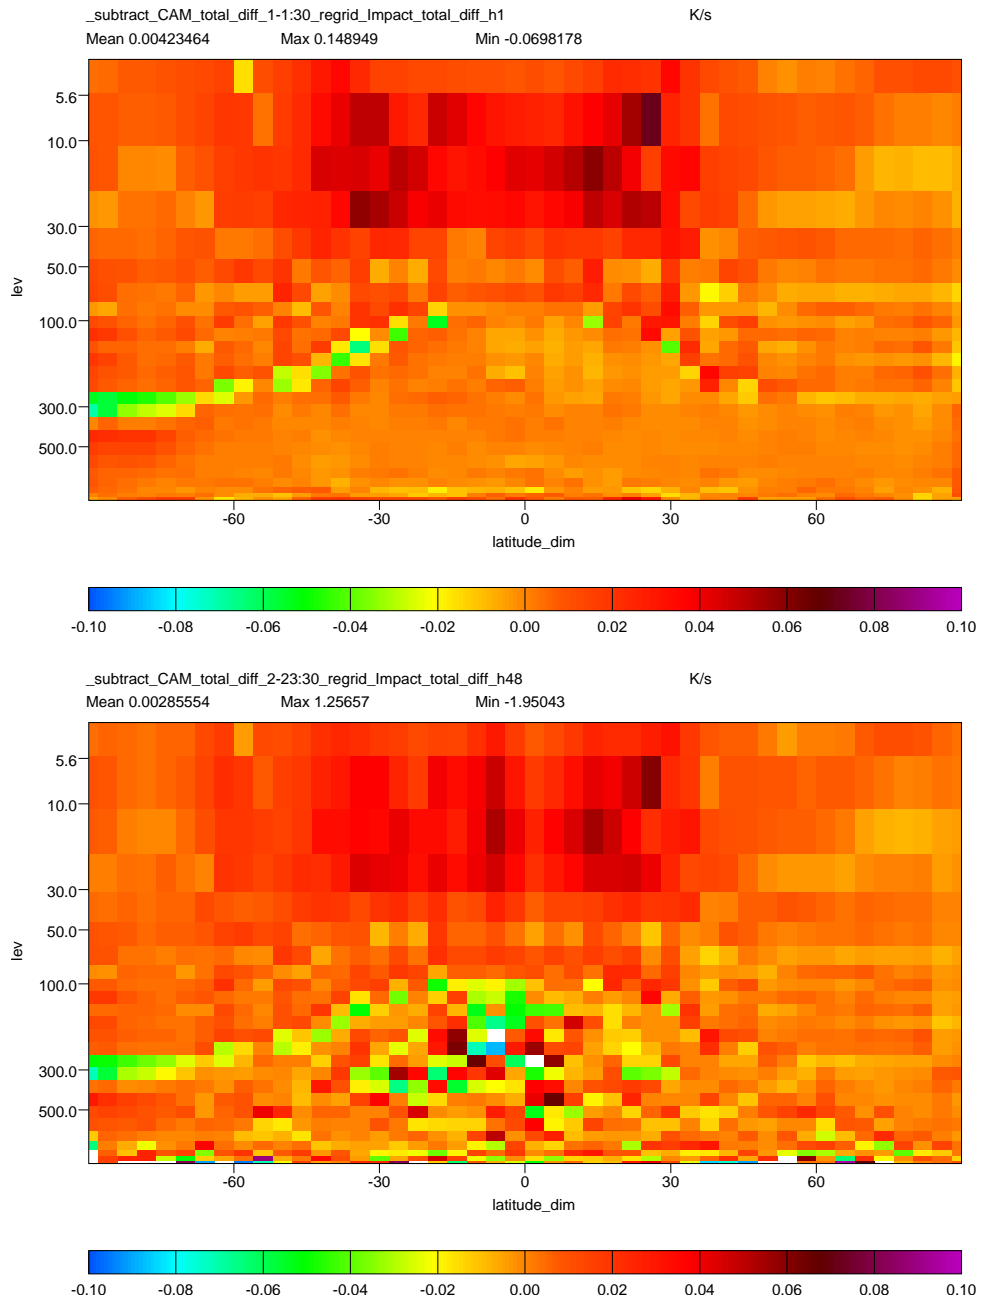 _subtract_CAM_total_diff_1-1:30_regrid_Impact_total_diff_h1 K/s
Mean 0.00423464 Max 0.148949 Min -0.0698178
5.6
10.0
30.0
50.0
100.0
300.0
500.0
lev
-60 -30 0 30 60
latitude_dim
-0.10 -0.08 -0.06 -0.04 -0.02 0.00 0.02 0.04 0.06 0.08 0.10
_subtract_CAM_total_diff_2-23:30_regrid_Impact_total_diff_h48 K/s
Mean 0.00285554 Max 1.25657 Min -1.95043
5.6
10.0
30.0
50.0
100.0
300.0
500.0
lev
-60 -30 0 30 60
latitude_dim
-0.10 -0.08 -0.06 -0.04 -0.02 0.00 0.02 0.04 0.06 0.08 0.10